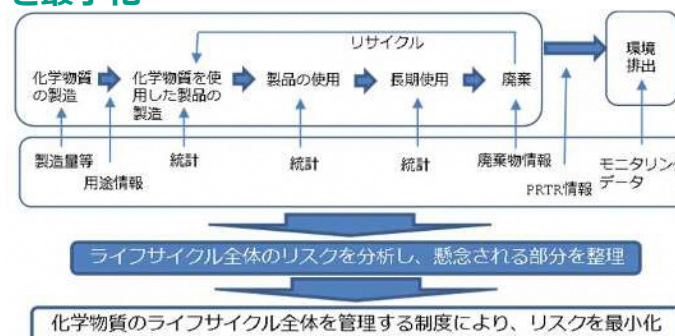 リサイクル
化学物質
の製造
化学物質を使
用した製品の
製造
製品の使用
長期使用
廃棄
環境
排出
製造量等
用途情報
統計
統計
統計
廃棄物情報
PRTR情報
モニタリン
データ
ライフサイクル全体のリスクを分析し、懸念される部分を整理
化学物質のライフサイクル全体を管理する制度により、リスクを最小化